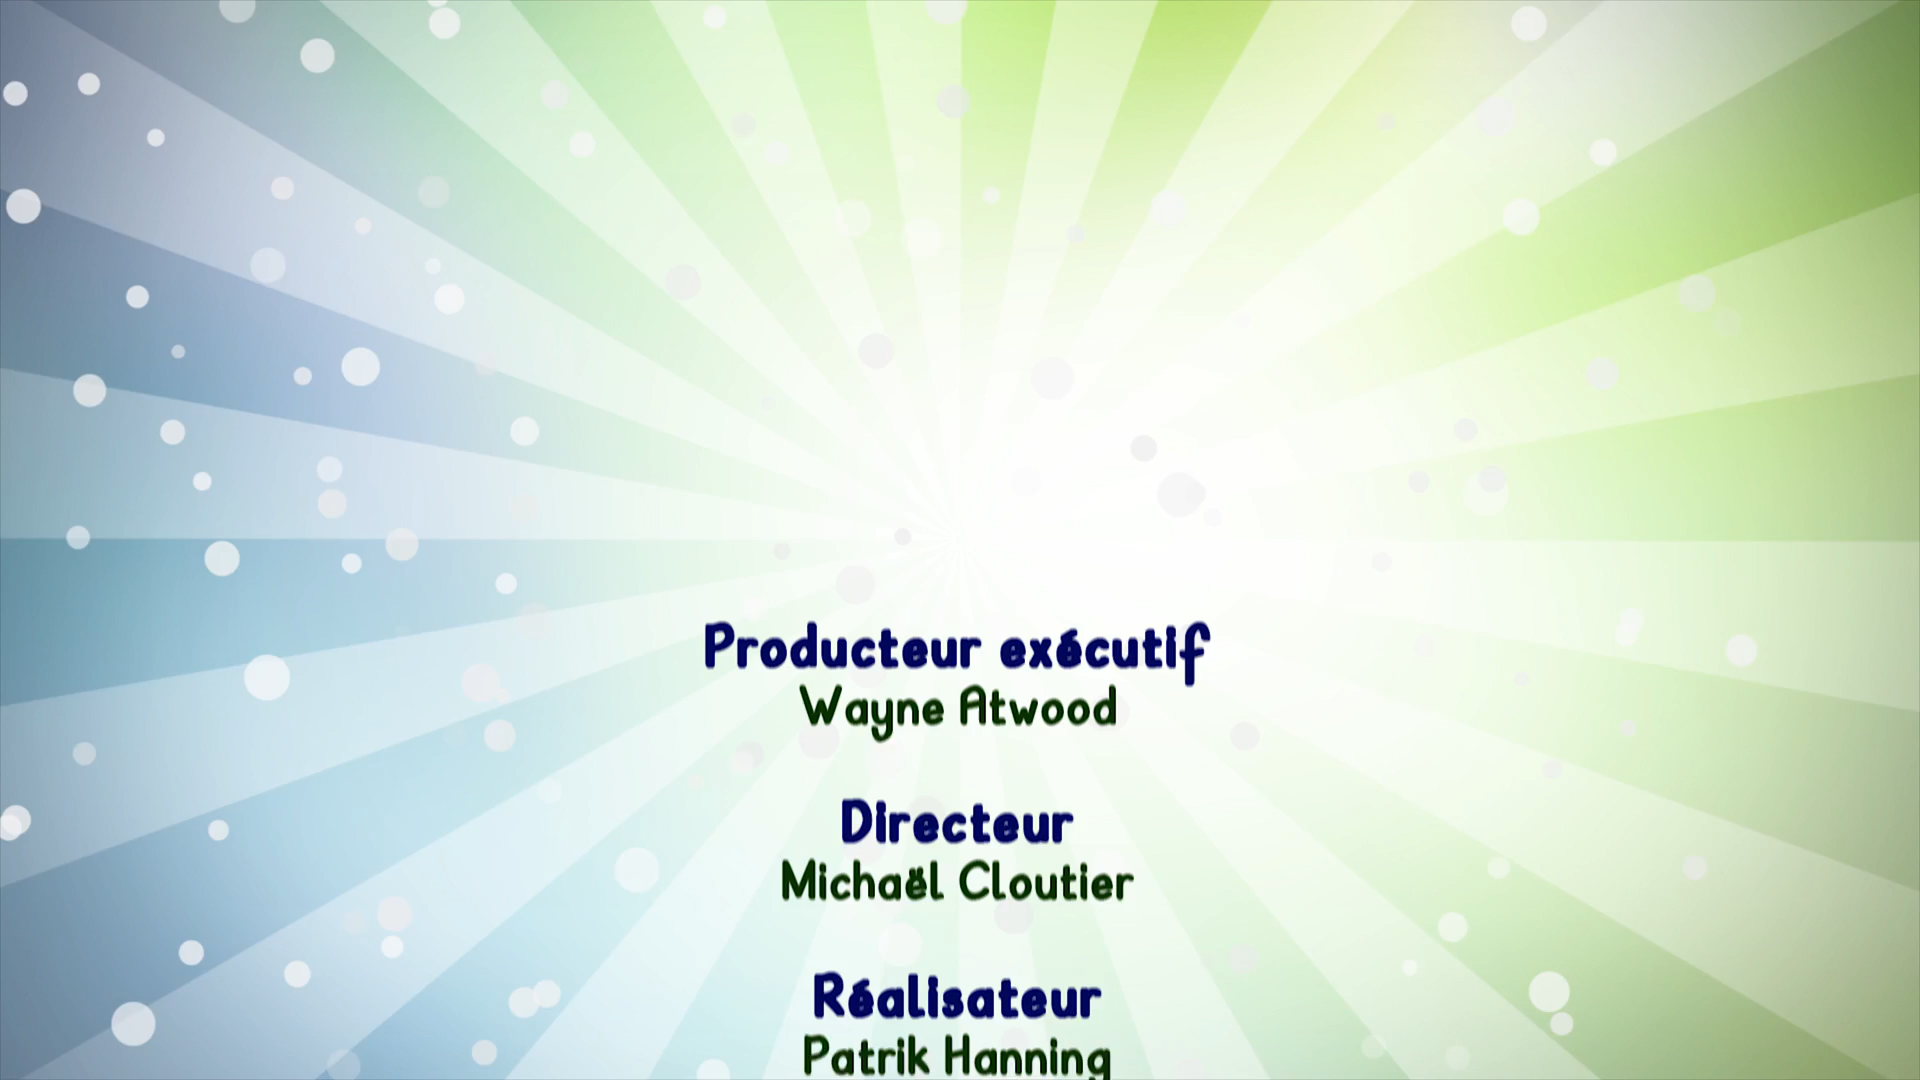 Producteur exécutif
Wayne Atwood
Directeur
Michaël Cloutier
Réalisateur
Patrik Hanning